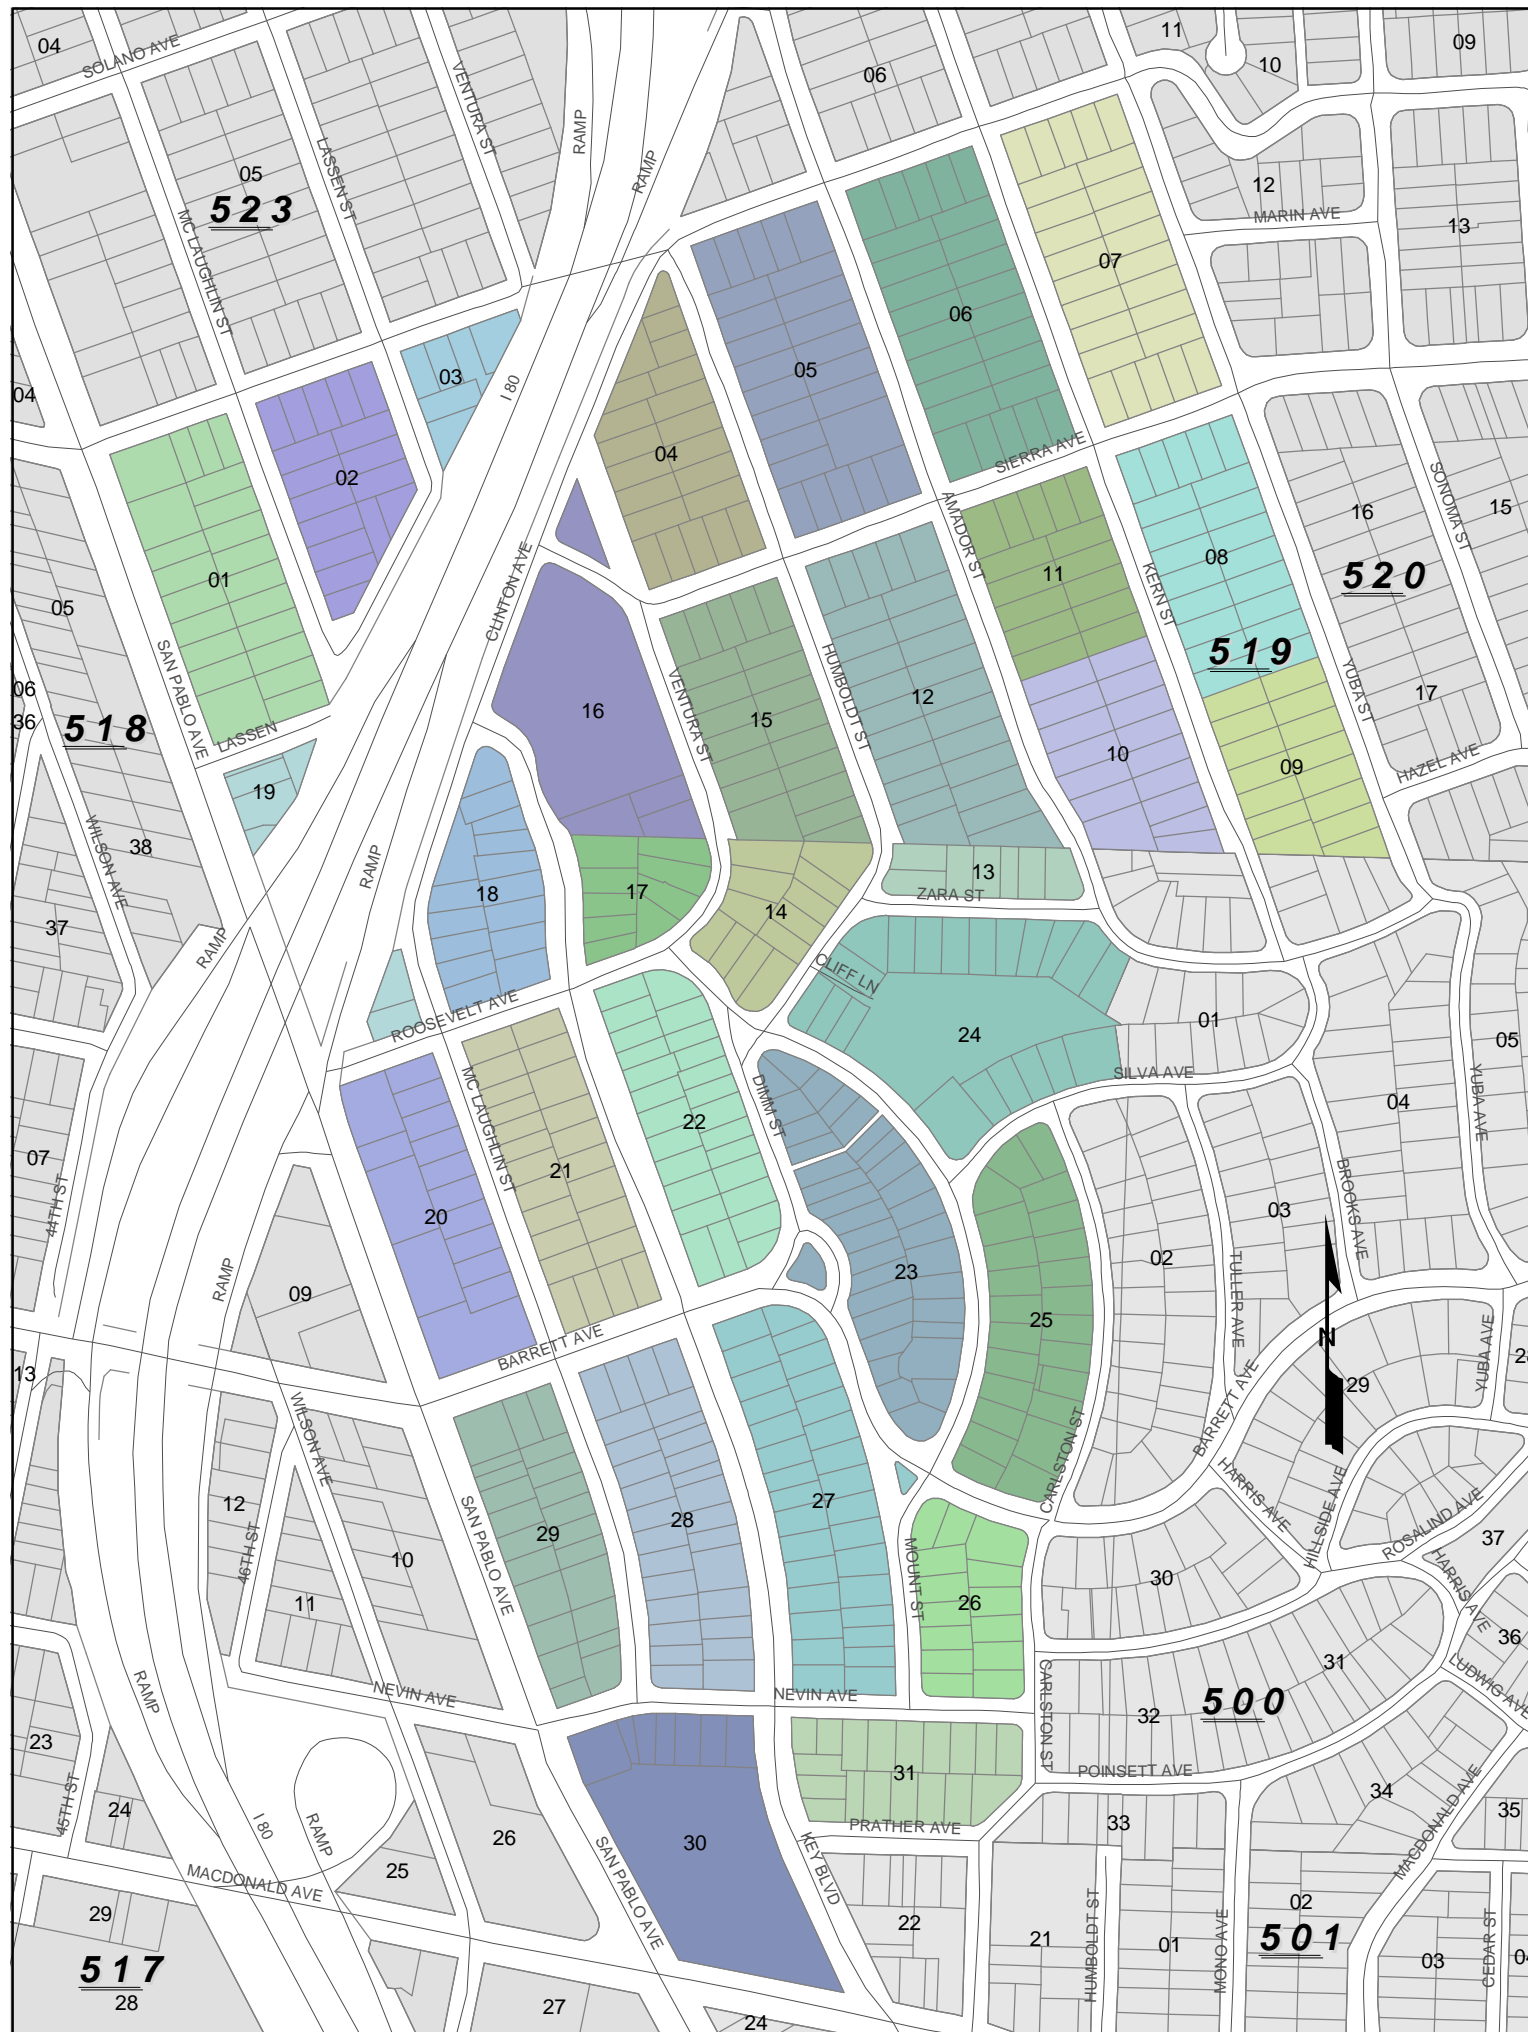 04
SOLANO AVE
VENTURA ST
RAMP
06
11
10
09
05
523
LASSEN ST
RAMP
12
MARIN AVE
13
MC LAUGHLIN ST
07
06
05
03
I 80
04
04
02
SIERRA AVE
SONOMA ST
15
16
AMADOR ST
08
520
11
KERN ST
01
CLINTON AVE
05
519
SAN PABLO AVE
HUMBOLDT ST
YUBA ST
06
36
518
LASSEN
16
VENTURA ST
15
12
17
10
09
HAZEL AVE
19
WILSON AVE
38
RAMP
18
17
13
ZARA ST
14
37
RAMP
CLIFF LN
ROOSEVELT AVE
24
01
05
SILVA AVE
MC LAUGHLIN ST
DIMM ST
22
04
YUBA AVE
07
44TH ST
21
20
BROOKS AVE
03
02
TULLER AVE
RAMP
09
23
25
BARRETT AVE
N
YUBA AVE
13
29
BARRETT AVE
WILSON AVE
CARLSTON ST
HARRIS AVE
HILLSIDE AVE
12
SAN PABLO AVE
29
28
27
ROSALIND AVE
37
46TH ST
10
MOUNT ST
30
HARRIS AVE
11
26
36
31
LUDWIG AVE
RAMP
NEVIN AVE
NEVIN AVE
CARLSTON ST
32
500
23
POINSETT AVE
31
34
MACDONALD AVE
45TH ST
24
I 80
RAMP
26
SAN PABLO AVE
30
KEY BLVD
PRATHER AVE
33
35
25
MACDONALD AVE
29
22
21
HUMBOLDT ST
01
MONO AVE
02
501
03
CEDAR ST
517
28
27
24